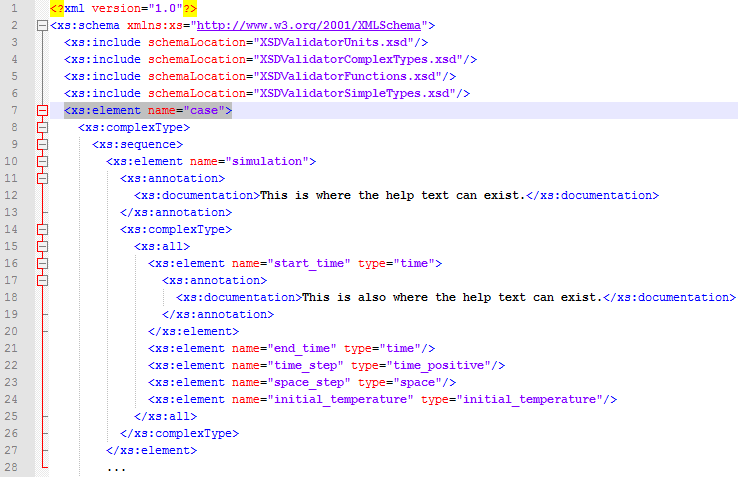 1 <?xml version="1.0"?>
2 <xs:schema xmlns:xs="http://www.w3.org/2001/XMLSchema">
3 <xs:include schemaLocation="XSDValidatorUnits.xsd"/>
4 <xs:include schemaLocation="XSDValidatorComplexTypes.xsd"/>
5 <xs:include schemaLocation="XSDValidatorFunctions.xsd"/>
6 <xs:include schemaLocation="XSDValidatorSimpleTypes.xsd"/>
7 <xs:element name="case">
8 <xs:complexType>
9 <xs:sequence>
10 <xs:element name="simulation">
11 <xs:annotation>
12 <xs:documentation>This is where the help text can exist.</xs:documentation>
13 </xs:annotation>
14 <xs:complexType>
15 <xs:all>
16 <xs:element name="start_time" type="time">
17 <xs:annotation>
18 <xs:documentation>This is also where the help text can exist.</xs:documentation>
19 </xs:annotation>
20 </xs:element>
21 <xs:element name="end_time" type="time"/>
22 <xs:element name="time_step" type="time_positive"/>
23 <xs:element name="space_step" type="space"/>
24 <xs:element name="initial_temperature" type="initial_temperature"/>
25 </xs:all>
26 </xs:complexType>
27 </xs:element>
28 ...